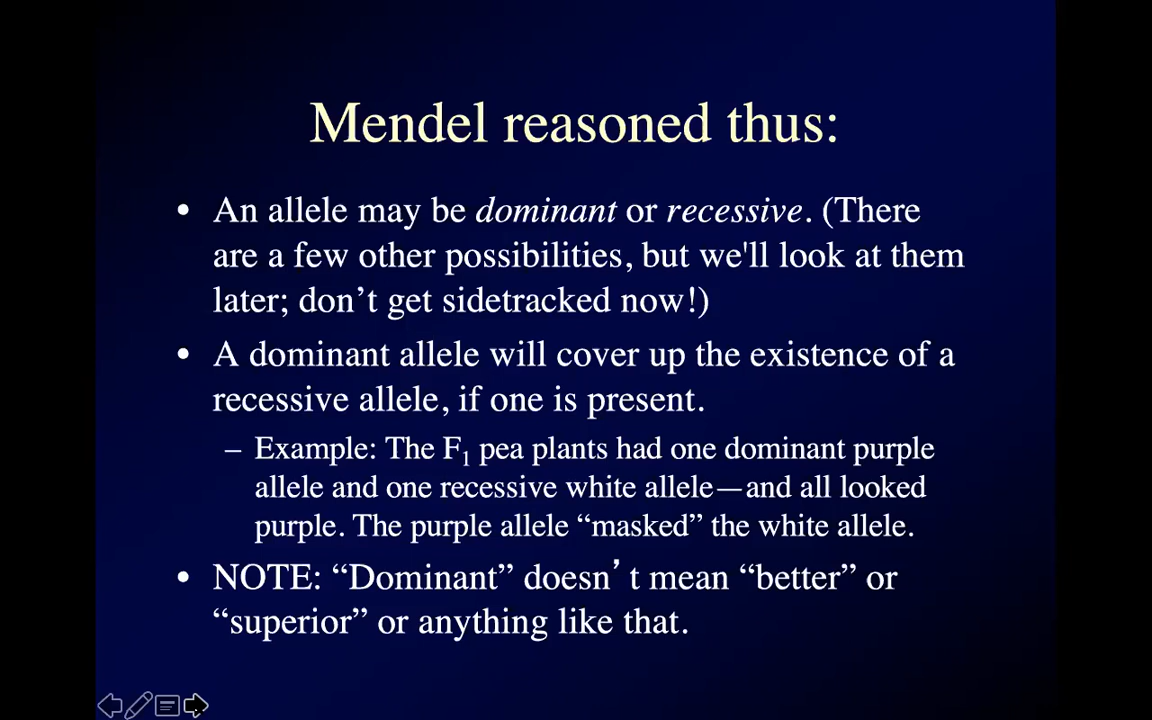 Mendel reasoned thus:
• An allele may be dominant or recessive. (There
are a few other possibilities, but we'll look at them
later; don’t get sidetracked now!)
• A dominant allele will cover up the existence of a
recessive allele, if one is present.
– Example: The F₁ pea plants had one dominant purple
allele and one recessive white allele—and all looked
purple. The purple allele “masked” the white allele.
• NOTE: “Dominant” doesn’ t mean “better” or
“superior” or anything like that.